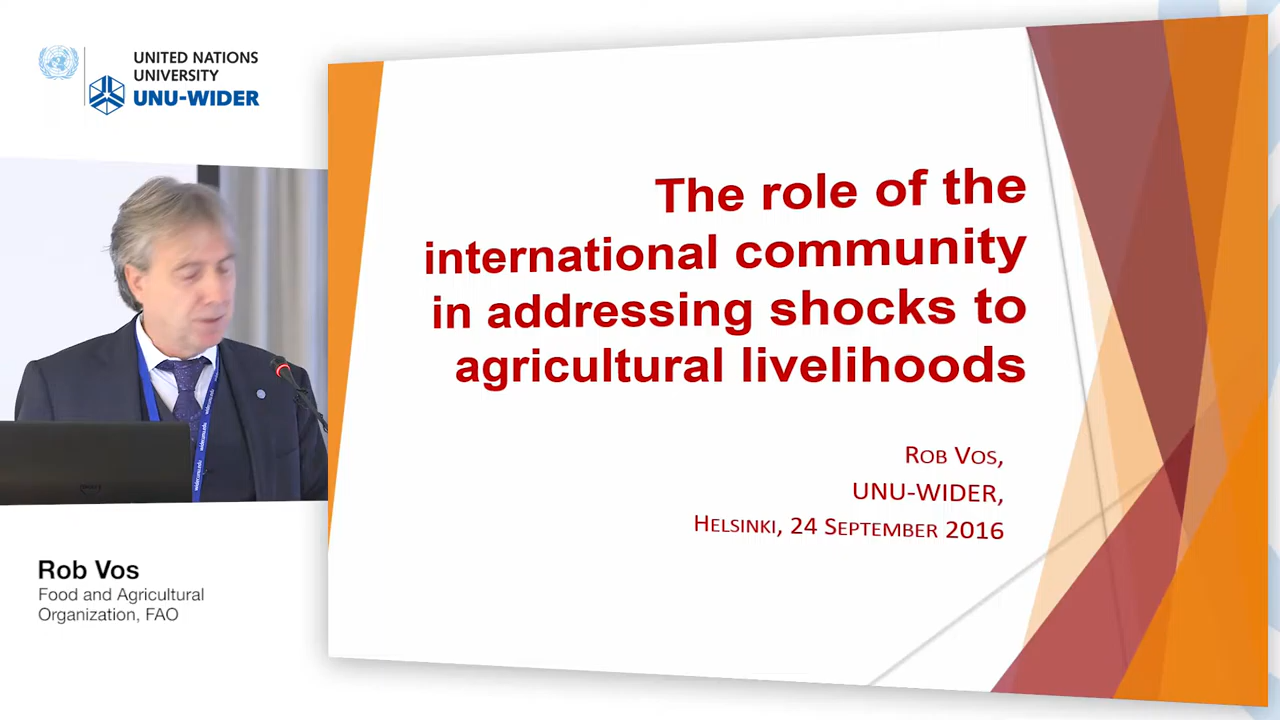 UNITED NATIONS
UNIVERSITY
UNU-WIDER
The role of the
international community
in addressing shocks to
agricultural livelihoods
Rob Vos,
UNU-WIDER,
Helsinki, 24 September 2016
Rob Vos
Food and Agricultural
Organization, FAO